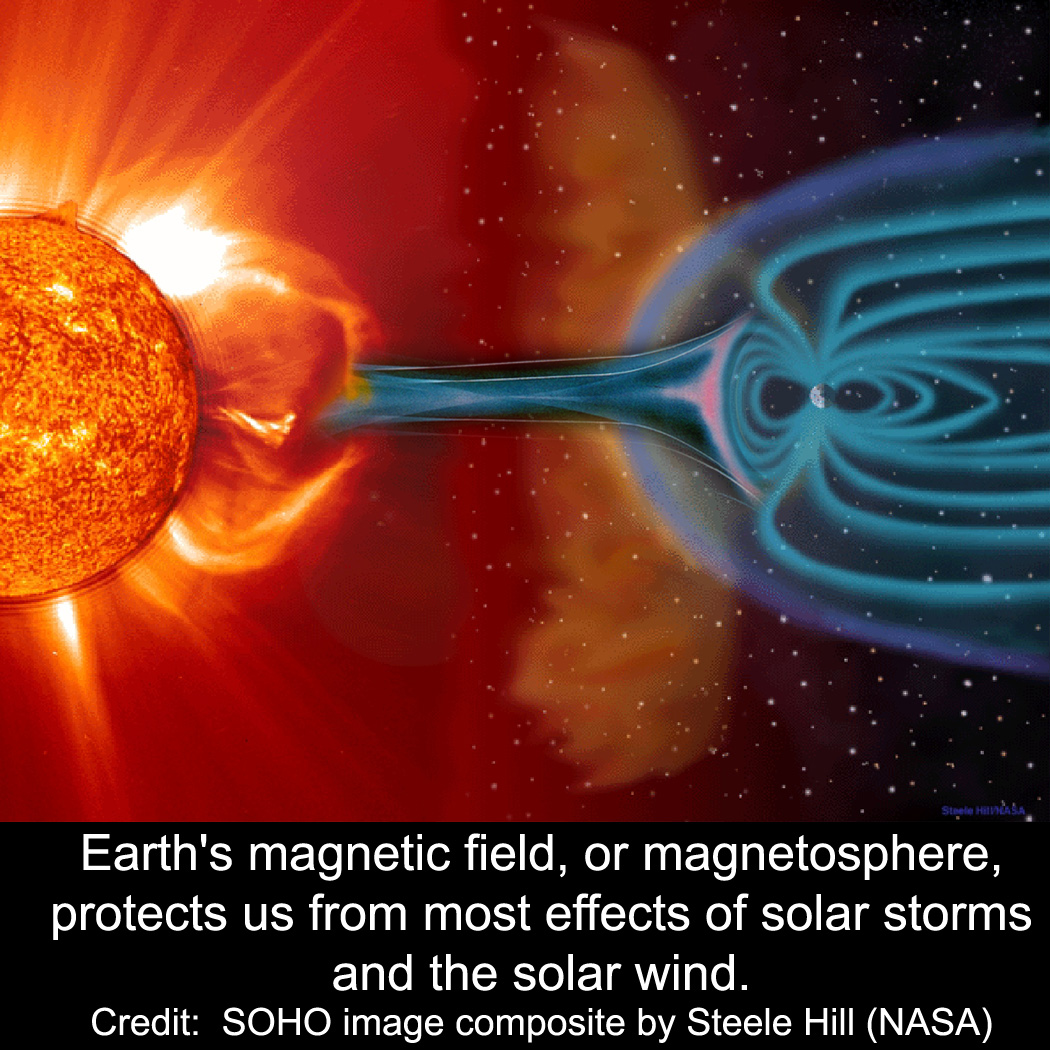 Steele Hill/NASA
Earth's magnetic field, or magnetosphere,
protects us from most effects of solar storms
and the solar wind.
Credit:  SOHO image composite by Steele Hill (NASA)